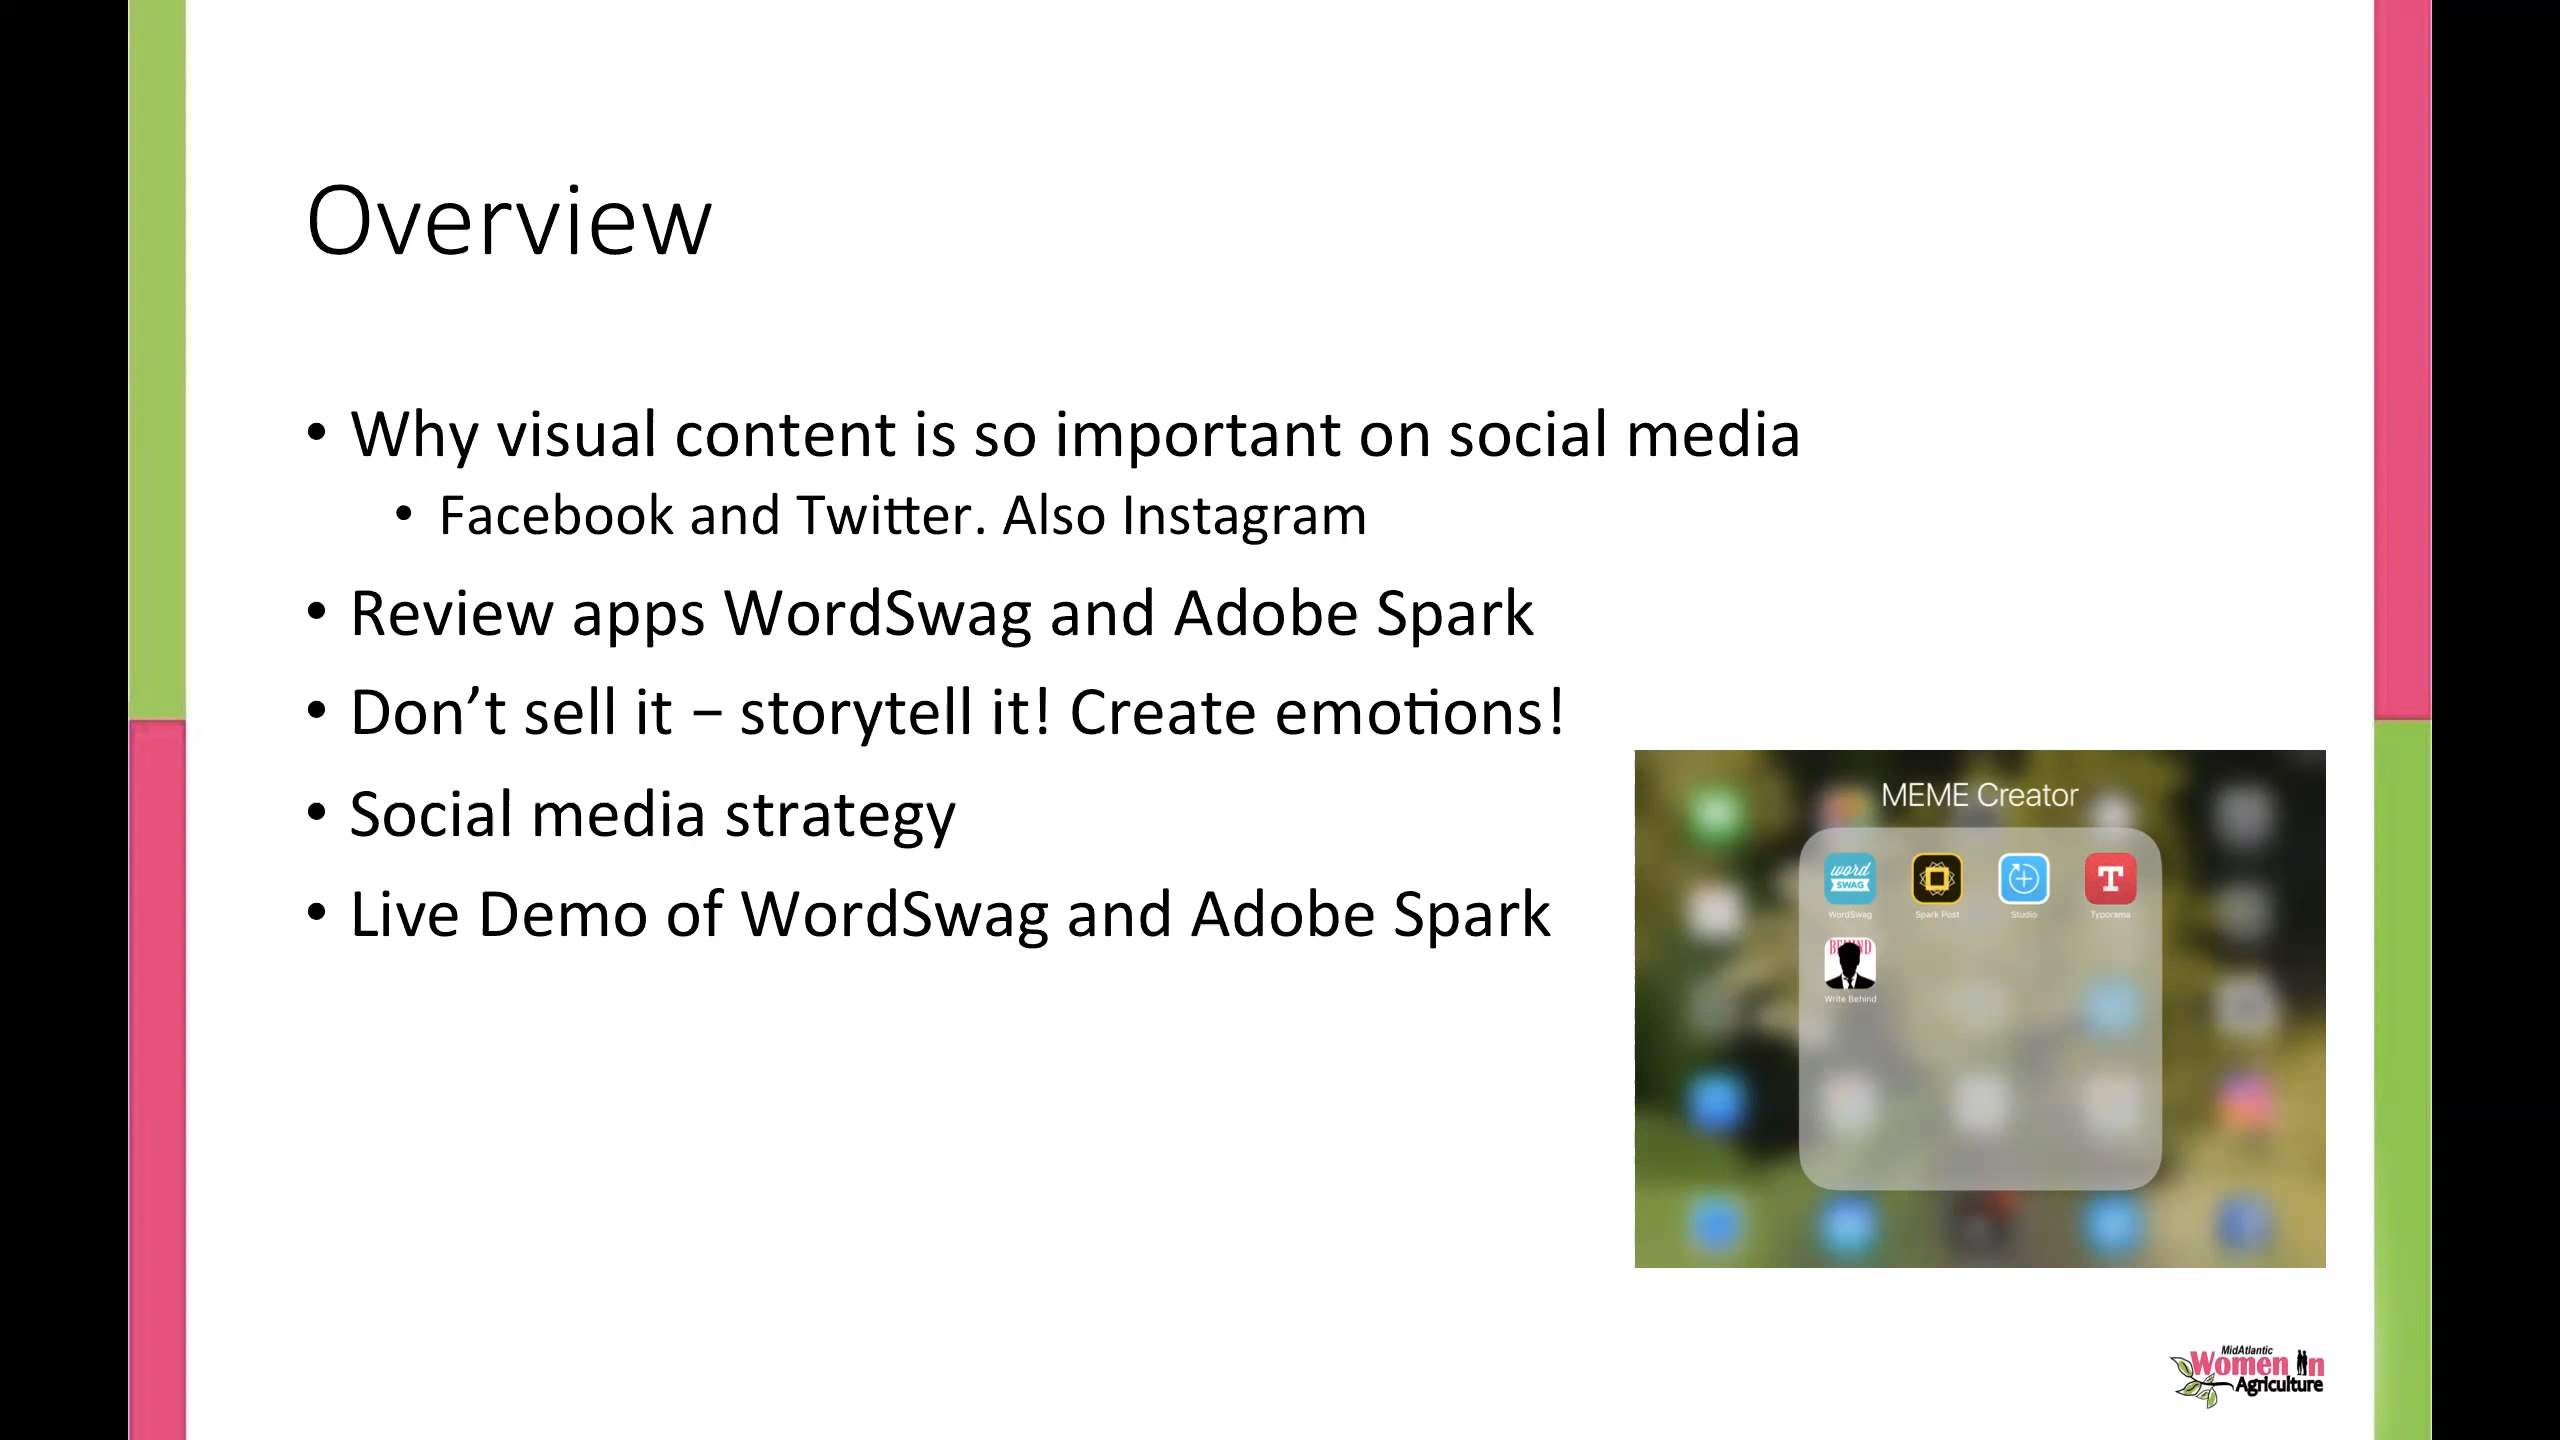 Overview
• Why visual content is so important on social media
• Facebook and Twitter. Also Instagram
• Review apps WordSwag and Adobe Spark
• Don’t sell it – storytell it! Create emotions!
• Social media strategy
• Live Demo of WordSwag and Adobe Spark
MEME Creator
word
SWAG
T
WordSwag Spark Post Studio Typorama
BEHIND
Write Behind
MidAtlantic
Women In
Agriculture